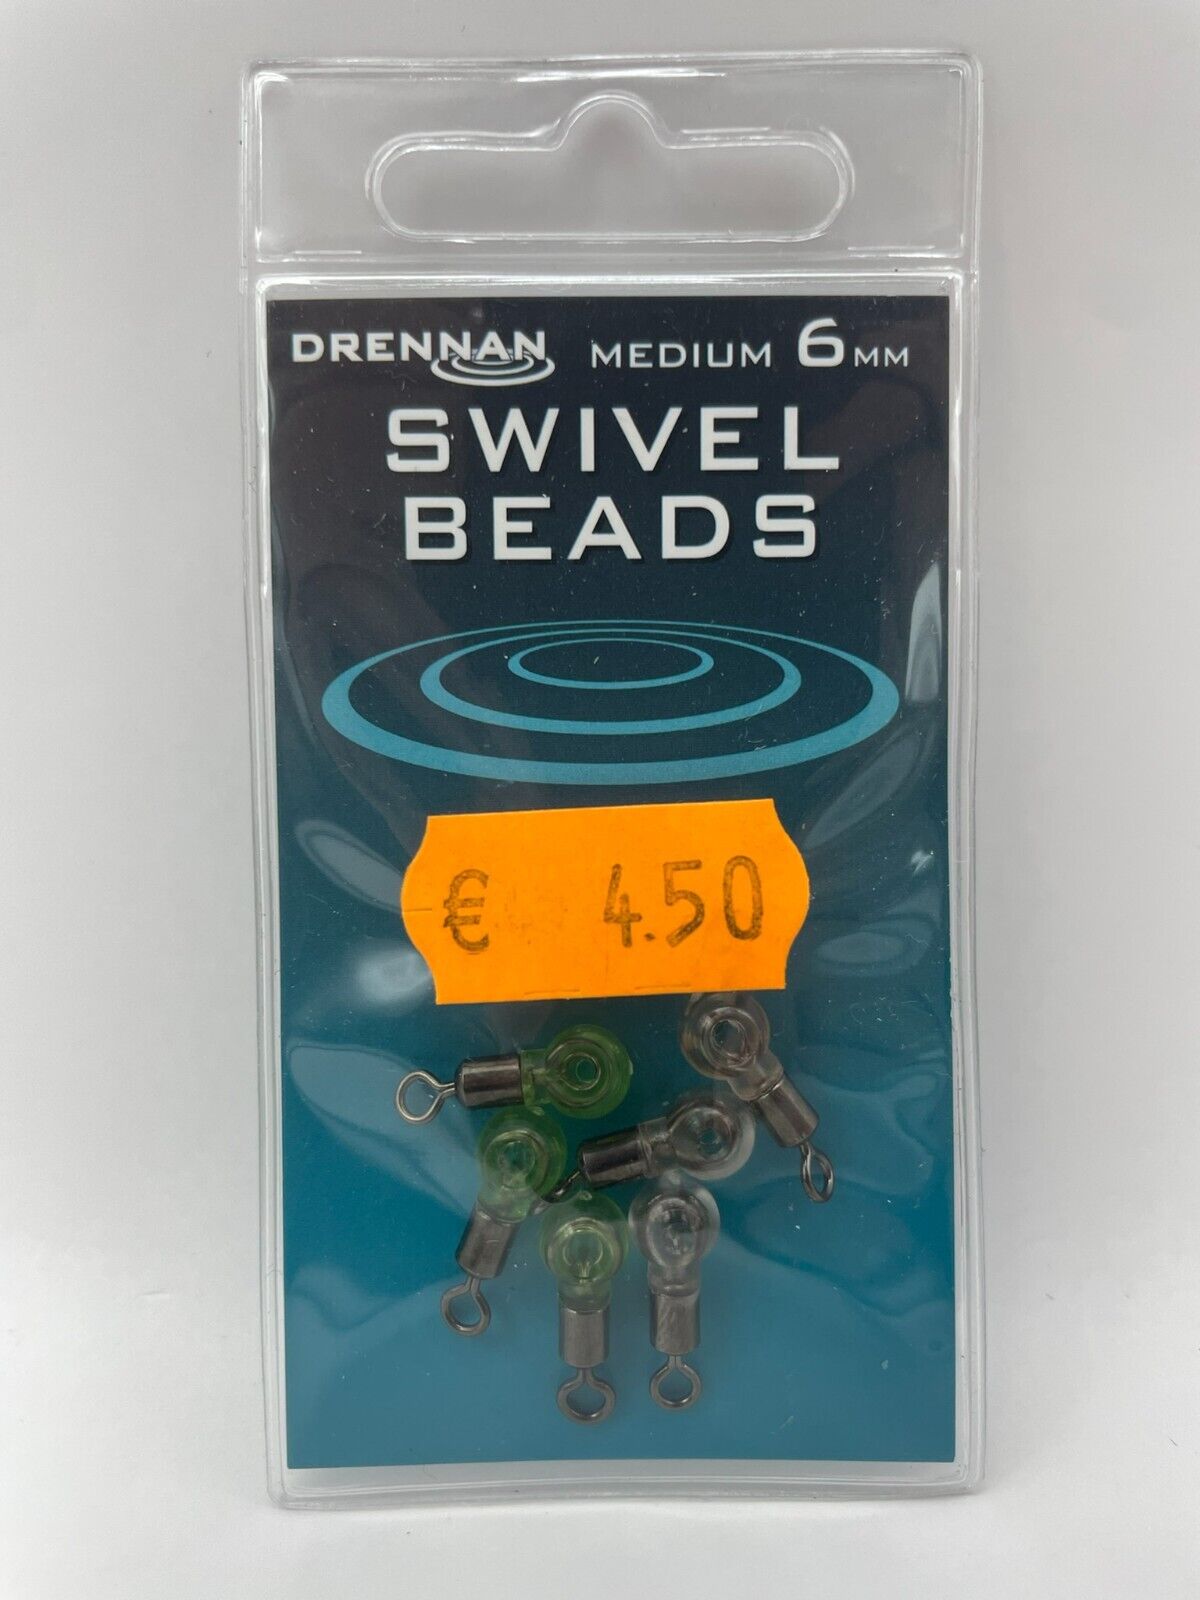 DRENNAN MEDIUM 6MM
SWIVEL
BEADS
€ 4.50